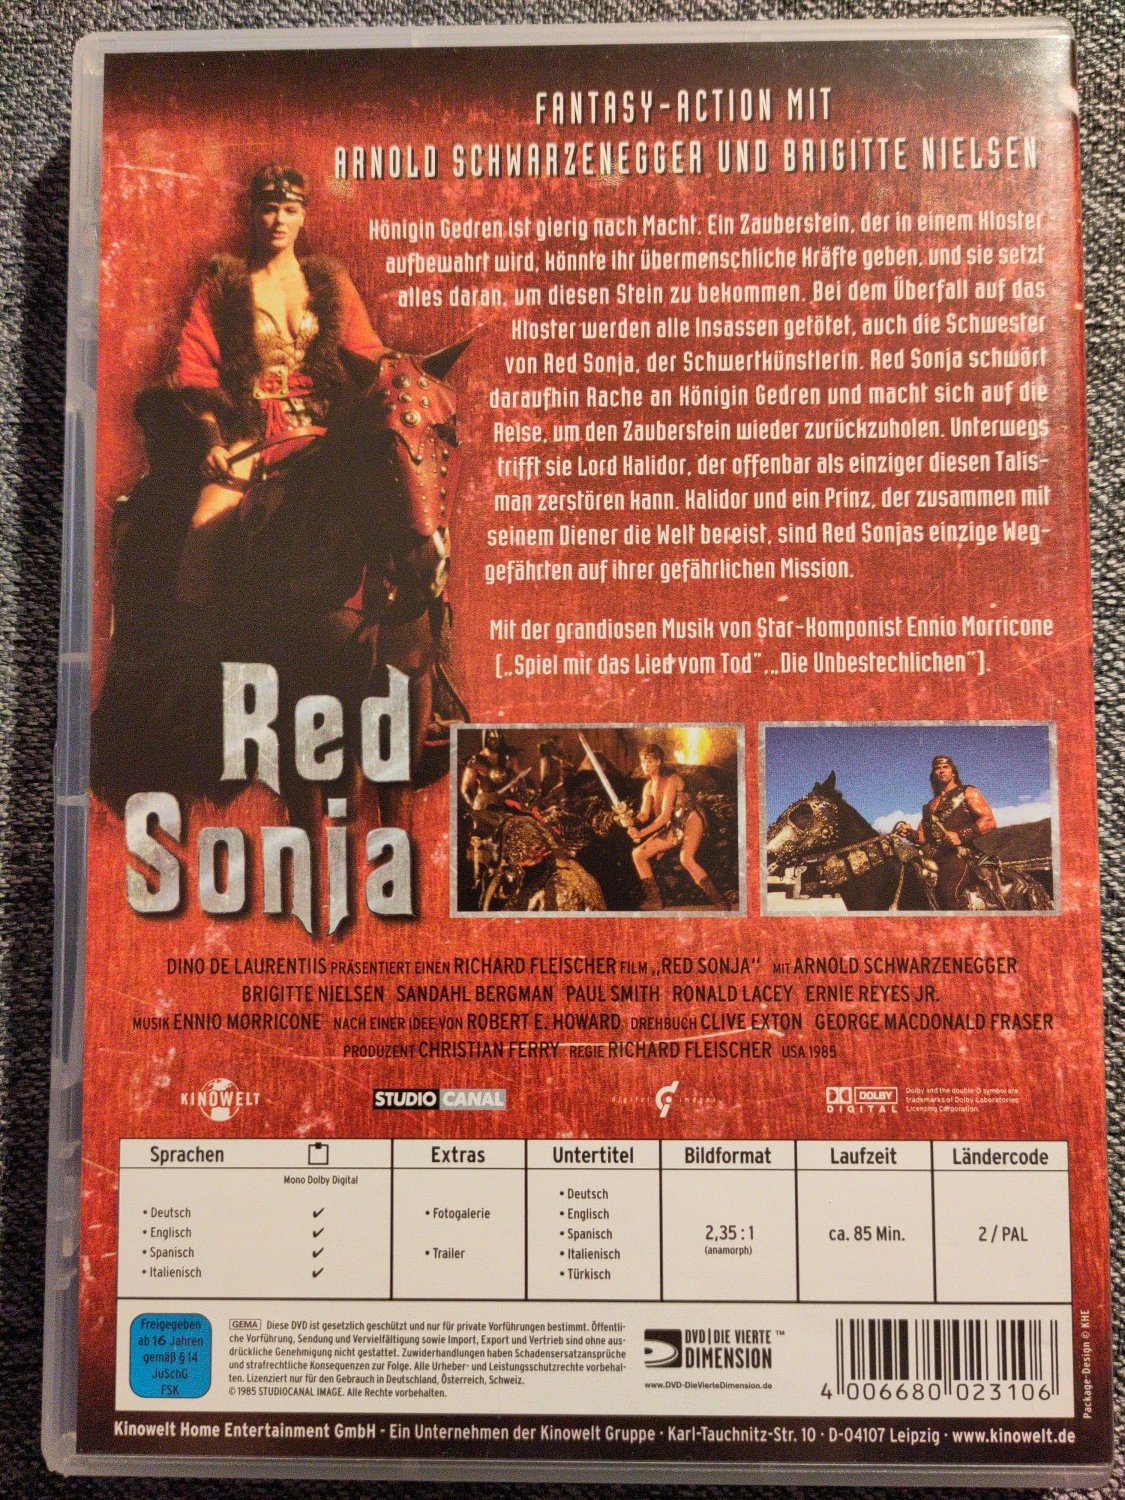 FANTASY-ACTION MIT
ARNOLD SCHWARZENEGGER UND BRIGITTE NIELSEN
Königin Gedren ist gierig nach Macht. Ein Zauberstein, der in einem Kloster
aufbewahrt wird, könnte ihr übermenschliche Kräfte geben, und sie setzt
alles daran, um diesen Stein zu bekommen. Bei dem Überfall auf das
Kloster werden alle Insassen getötet, auch die Schwester
von Red Sonja, der Schwertkünstlerin. Red Sonja schwört
daraufhin Rache an Königin Gedren und macht sich auf die
Reise, um den Zauberstein wieder zurückzuholen. Unterwegs
trifft sie Lord Kalidor, der offenbar als einziger diesen Talis-
man zerstören kann. Kalidor und ein Prinz, der zusammen mit
seinem Diener die Welt bereist, sind Red Sonjas einzige Weg-
gefährten auf ihrer gefährlichen Mission.
Mit der grandiosen Musik von Star-Komponist Ennio Morricone
(„Spiel mir das Lied vom Tod“,„Die Unbestechlichen“).
Red
Sonja
DINO DE LAURENTIIS PRÄSENTIERT EINEN RICHARD FLEISCHER FILM „RED SONJA“ MIT ARNOLD SCHWARZENEGGER
BRIGITTE NIELSEN SANDAHL BERGMAN PAUL SMITH RONALD LACEY ERNIE REYES JR.
MUSIK ENNIO MORRICONE NACH EINER IDEE VON ROBERT E. HOWARD DREHBUCH CLIVE EXTON GEORGE MACDONALD FRASER
PRODUZENT CHRISTIAN FERRY REGIE RICHARD FLEISCHER USA 1985
KINOWELT
STUDIO CANAL
digital images
DOLBY
DIGITAL
Dolby and the double-D symbol are
trademarks of Dolby Laboratories
Licensing Corporation.
Sprachen
Mono Dolby Digital
• Deutsch ✓
• Englisch ✓
• Spanisch ✓
• Italienisch ✓
Extras
• Fotogalerie
• Trailer
Untertitel
• Deutsch
• Englisch
• Spanisch
• Italienisch
• Türkisch
Bildformat
2,35 : 1
(anamorph)
Laufzeit
ca. 85 Min.
Ländercode
2 / PAL
Freigegeben
ab 16 Jahren
gemäß § 14
JuSchG
FSK
GEMA Diese DVD ist gesetzlich geschützt und nur für private Vorführungen bestimmt. Öffentli-
che Vorführung, Sendung und Vervielfältigung sowie Import, Export und Vertrieb sind ohne aus-
drückliche Genehmigung nicht gestattet. Zuwiderhandlungen haben Schadensersatzansprüche
und strafrechtliche Konsequenzen zur Folge. Alle Urheber- und Leistungsschutzrechte vorbehal-
ten. Lizenziert nur für den Gebrauch in Deutschland, Österreich, Schweiz.
© 1985 STUDIOCANAL IMAGE. Alle Rechte vorbehalten.
DVD|DIE VIERTE™
DIMENSION
www.DVD-DieVierteDimension.de
4 006680 023106
Package-Design © KHE
Kinowelt Home Entertainment GmbH - Ein Unternehmen der Kinowelt Gruppe · Karl-Tauchnitz-Str. 10 · D-04107 Leipzig · www.kinowelt.de